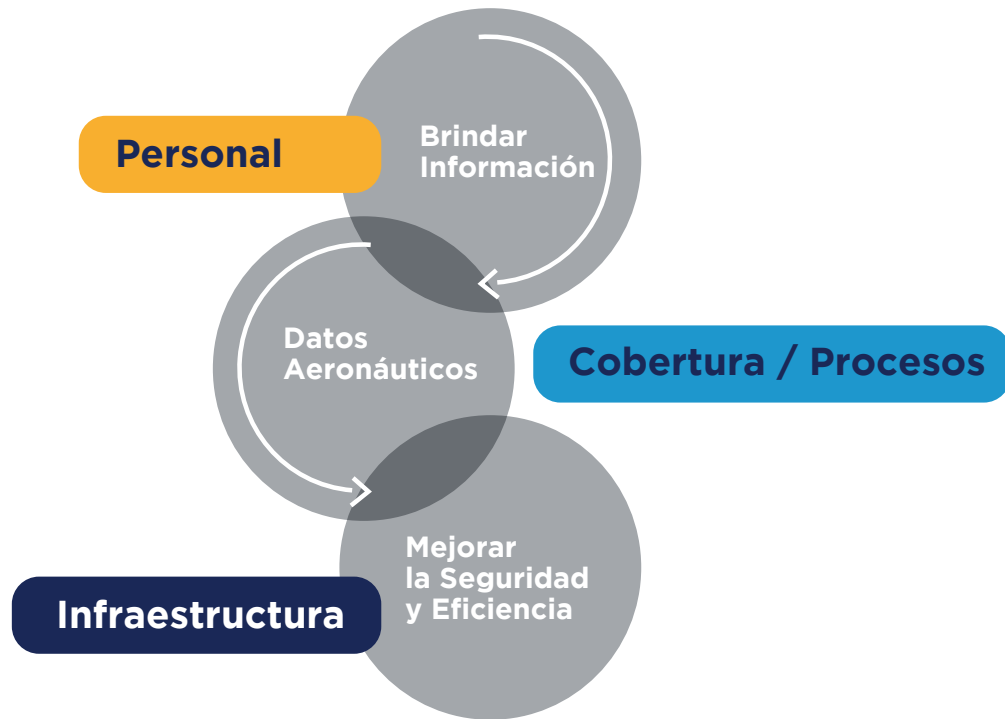 Personal
Brindar
Información
Datos
Aeronáuticos
Cobertura / Procesos
Mejorar
la Seguridad
y Eficiencia
Infraestructura